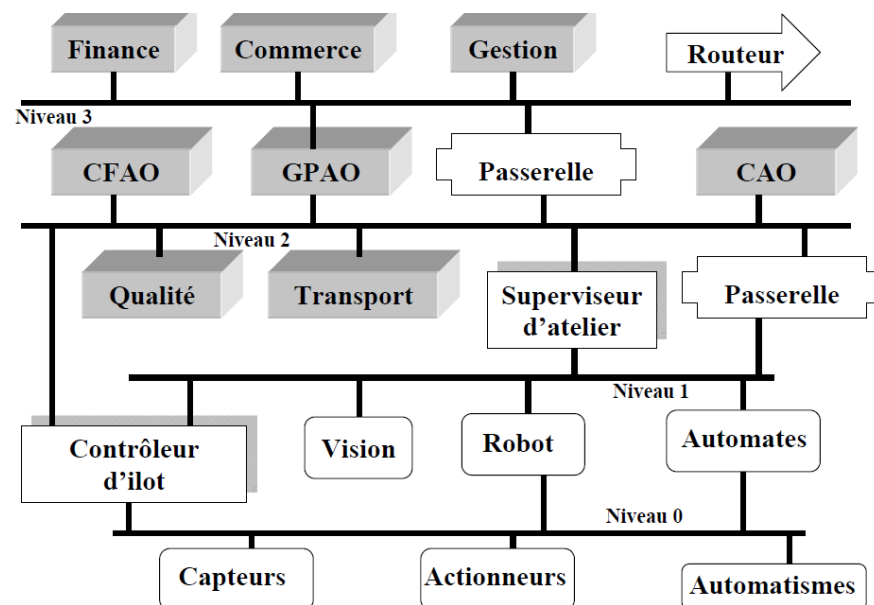 Finance
Commerce
Gestion
Routeur
Niveau 3
CFAO
GPAO
Passerelle
CAO
Niveau 2
Qualité
Transport
Superviseur
d’atelier
Passerelle
Niveau 1
Contrôleur
d’ilot
Vision
Robot
Automates
Niveau 0
Capteurs
Actionneurs
Automatismes